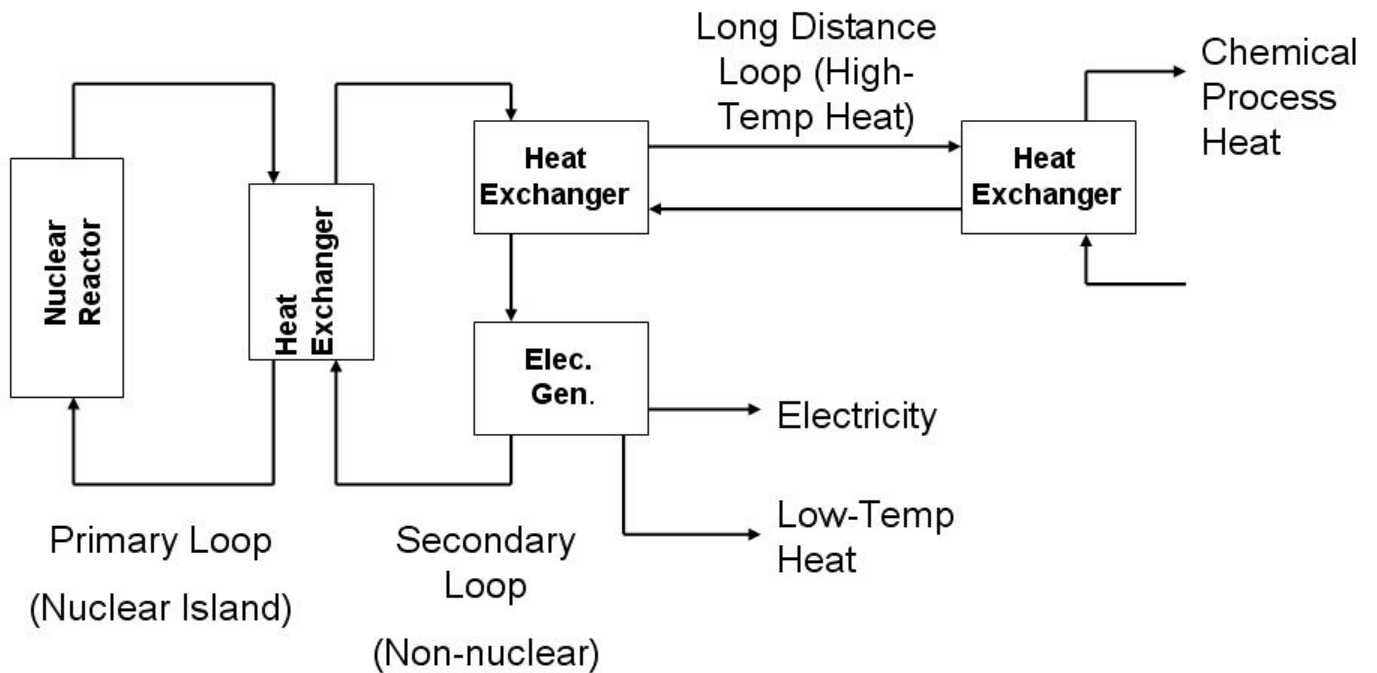 Long Distance
Loop (High-
Temp Heat)
Chemical
Process
Heat
Nuclear
Reactor
Heat
Exchanger
Heat
Exchanger
Heat
Exchanger
Elec.
Gen.
Electricity
Low-Temp
Heat
Primary Loop
(Nuclear Island)
Secondary
Loop
(Non-nuclear)